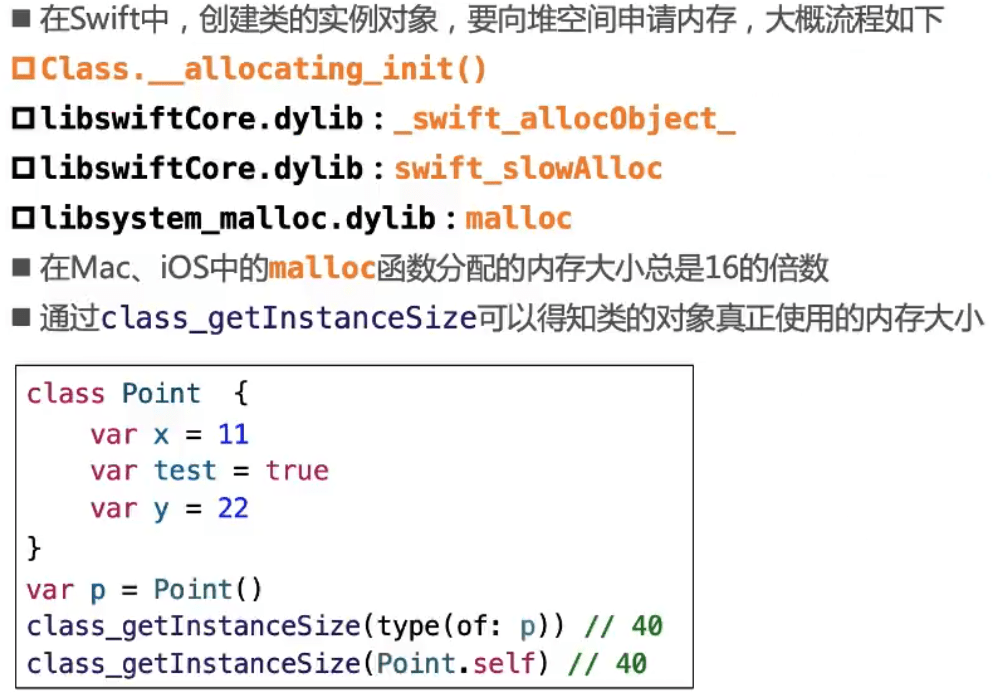 ■ 在Swift中，创建类的实例对象，要向堆空间申请内存，大概流程如下
□Class.__allocating_init()
□libswiftCore.dylib：_swift_allocObject_
□libswiftCore.dylib：swift_slowAlloc
□libsystem_malloc.dylib：malloc
■ 在Mac、iOS中的malloc函数分配的内存大小总是16的倍数
■ 通过class_getInstanceSize可以得知类的对象真正使用的内存大小
class Point  {
    var x = 11
    var test = true
    var y = 22
}
var p = Point()
class_getInstanceSize(type(of: p)) // 40
class_getInstanceSize(Point.self) // 40